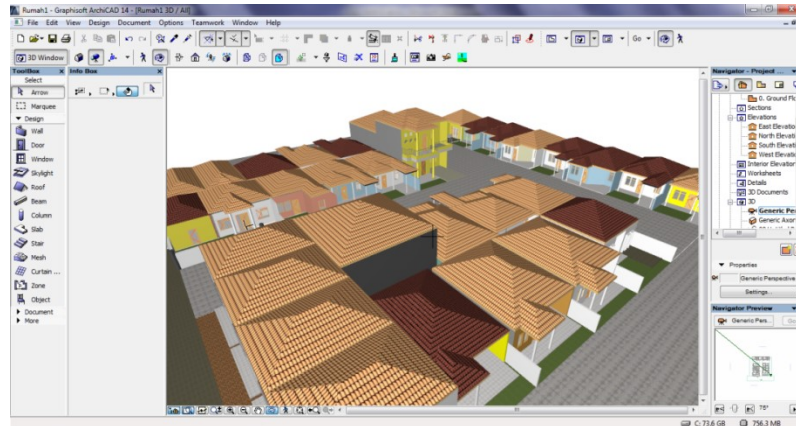 Rumah1 - Graphisoft ArchiCAD 14 - [Rumah1 3D / All]
File Edit View Design Document Options Teamwork Window Help
Go
3D Window
ToolBox
Info Box
Navigator - Project ...
Select
Arrow
Marquee
Design
Wall
Door
Window
Skylight
Roof
Beam
Column
Slab
Stair
Mesh
Curtain ...
Zone
Object
Document
More
0. Ground Flo
Sections
Elevations
East Elevatio
North Elevati
South Elevati
West Elevati
Interior Elevation
Worksheets
Details
3D Documents
3D
Generic Per
Generic Axon
Properties
Generic Perspective
Settings...
Navigator Preview
Generic Pers...
75°
C: 73.6 GB
756.3 MB